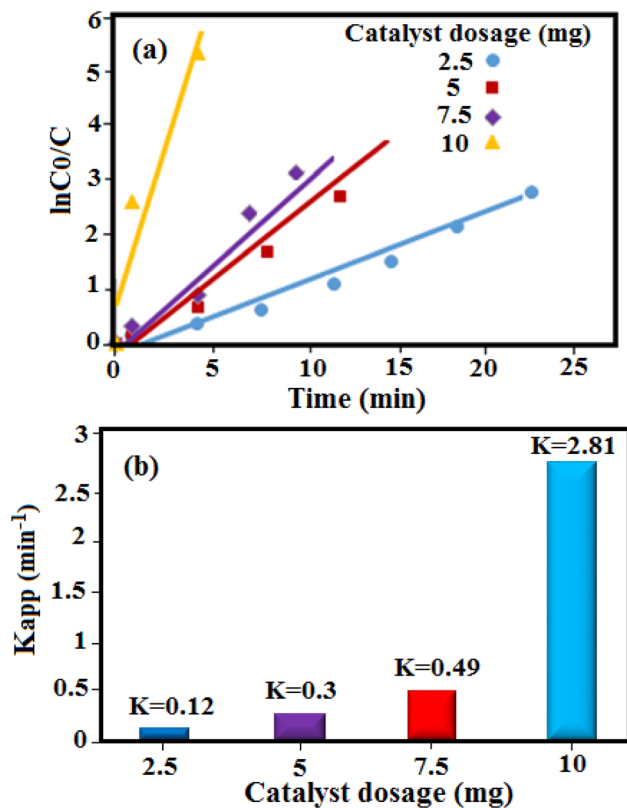 (a)
Catalyst dosage (mg)
2.5
5
7.5
10
lnC0/C
6
5
4
3
2
1
0
0
5
10
15
20
25
Time (min)
(b)
Kapp (min⁻¹)
3
2.5
2
1.5
1
0.5
0
K=0.12
K=0.3
K=0.49
K=2.81
2.5
5
7.5
10
Catalyst dosage (mg)